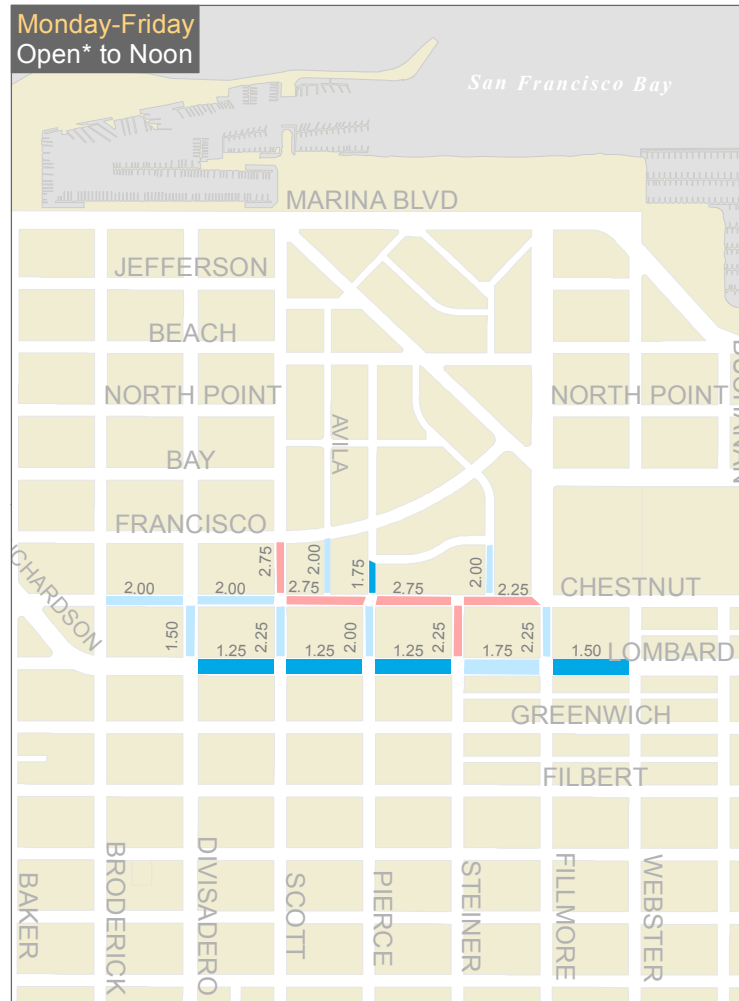 Monday-Friday
Open* to Noon
San Francisco Bay
MARINA BLVD
JEFFERSON
BEACH
NORTH POINT
NORTH POINT
AVILA
BAY
FRANCISCO
2.75
2.00
1.75
2.00
2.00
2.00
2.75
2.75
2.25
CHESTNUT
1.50
2.25
2.00
2.25
2.25
1.25
1.25
1.25
1.75
1.50
LOMBARD
GREENWICH
FILBERT
BAKER
BRODERICK
DIVISADERO
SCOTT
PIERCE
STEINER
FILLMORE
WEBSTER